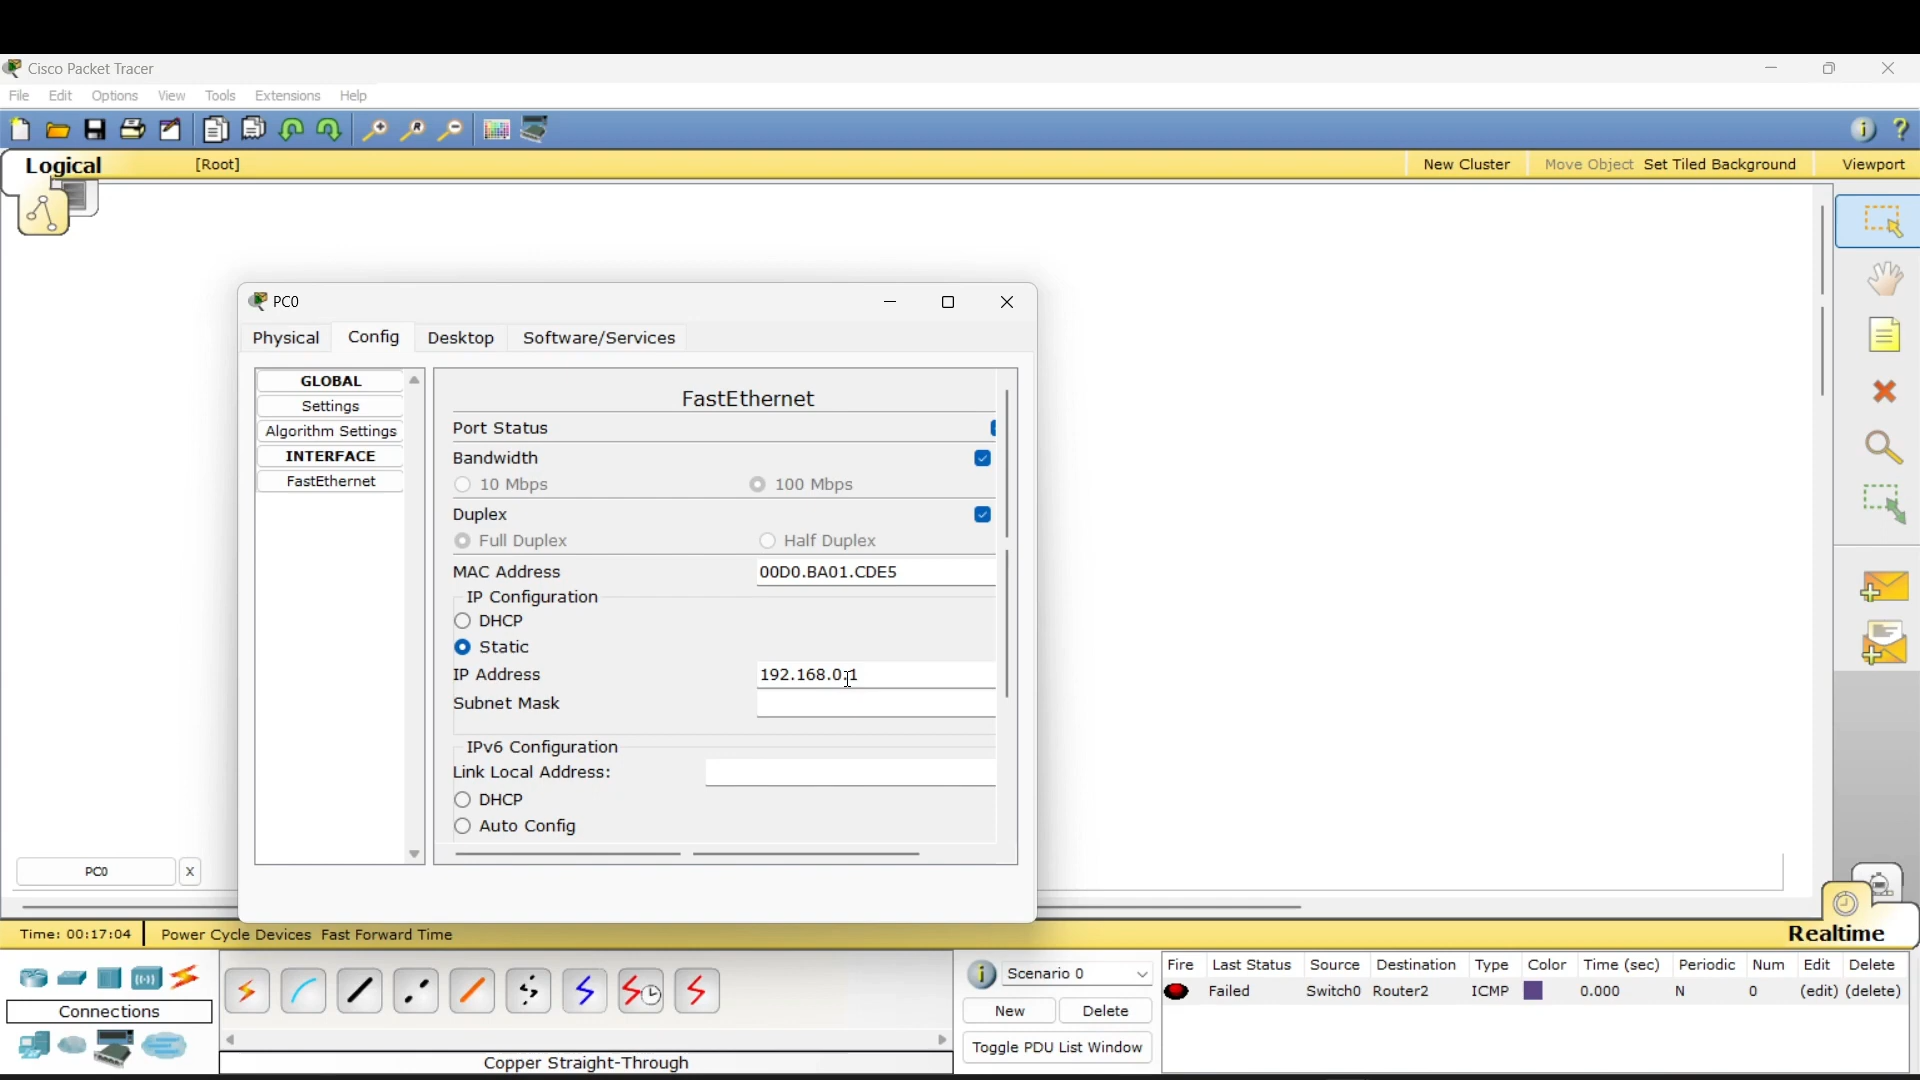 Cisco Packet Tracer
File Edit Options View Tools Extensions Help
Logical [Root] New Cluster Move Object Set Tiled Background Viewport
PC0
Physical Config Desktop Software/Services
GLOBAL
Settings
Algorithm Settings
INTERFACE
FastEthernet
FastEthernet
Port Status
Bandwidth
10 Mbps 100 Mbps
Duplex
Full Duplex Half Duplex
MAC Address 00D0.BA01.CDE5
IP Configuration
DHCP
Static
IP Address 192.168.0.1
Subnet Mask
IPv6 Configuration
Link Local Address:
DHCP
Auto Config
PC0 X
Time: 00:17:04 Power Cycle Devices Fast Forward Time Realtime
Connections
Copper Straight-Through
Scenario 0
New Delete
Toggle PDU List Window
Fire Last Status Source Destination Type Color Time (sec) Periodic Num Edit Delete
Failed Switch0 Router2 ICMP 0.000 N 0 (edit) (delete)